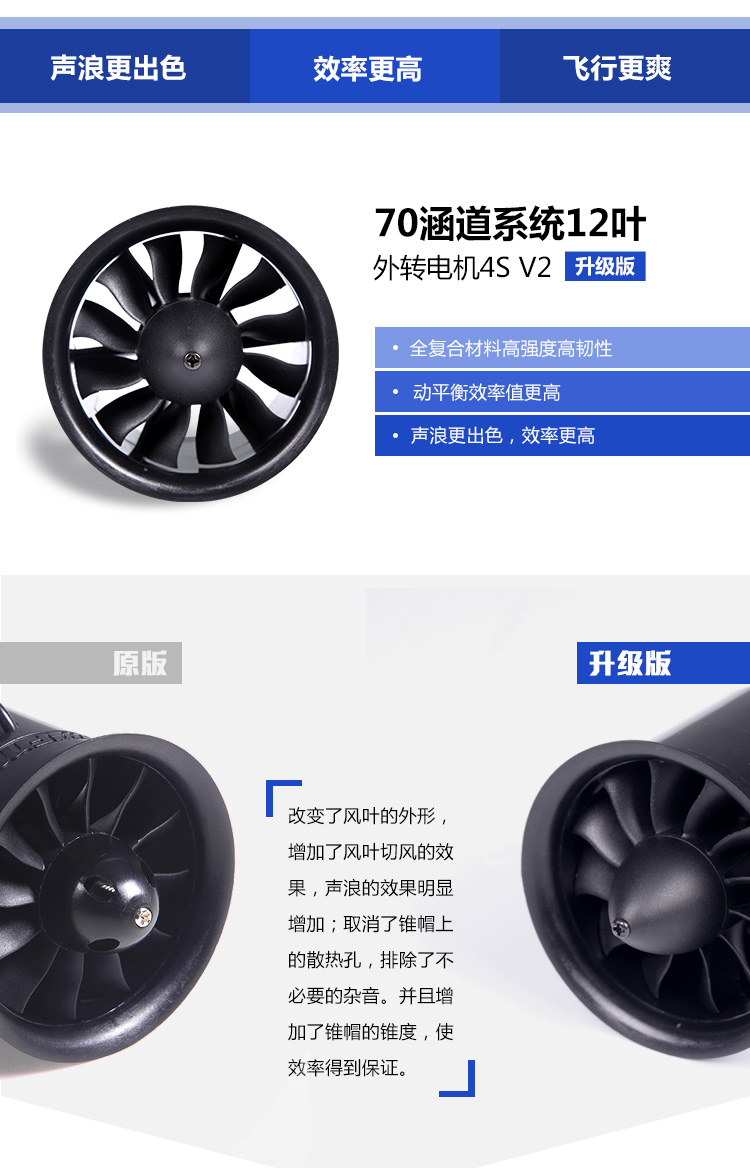 声浪更出色
效率更高
飞行更爽
70涵道系统12叶
外转电机4S V2 升级版
• 全复合材料高强度高韧性
• 动平衡效率值更高
• 声浪更出色，效率更高
原版
升级版
改变了风叶的外形，
增加了风叶切风的效
果，声浪的效果明显
增加；取消了锥帽上
的散热孔，排除了不
必要的杂音。并且增
加了锥帽的锥度，使
效率得到保证。